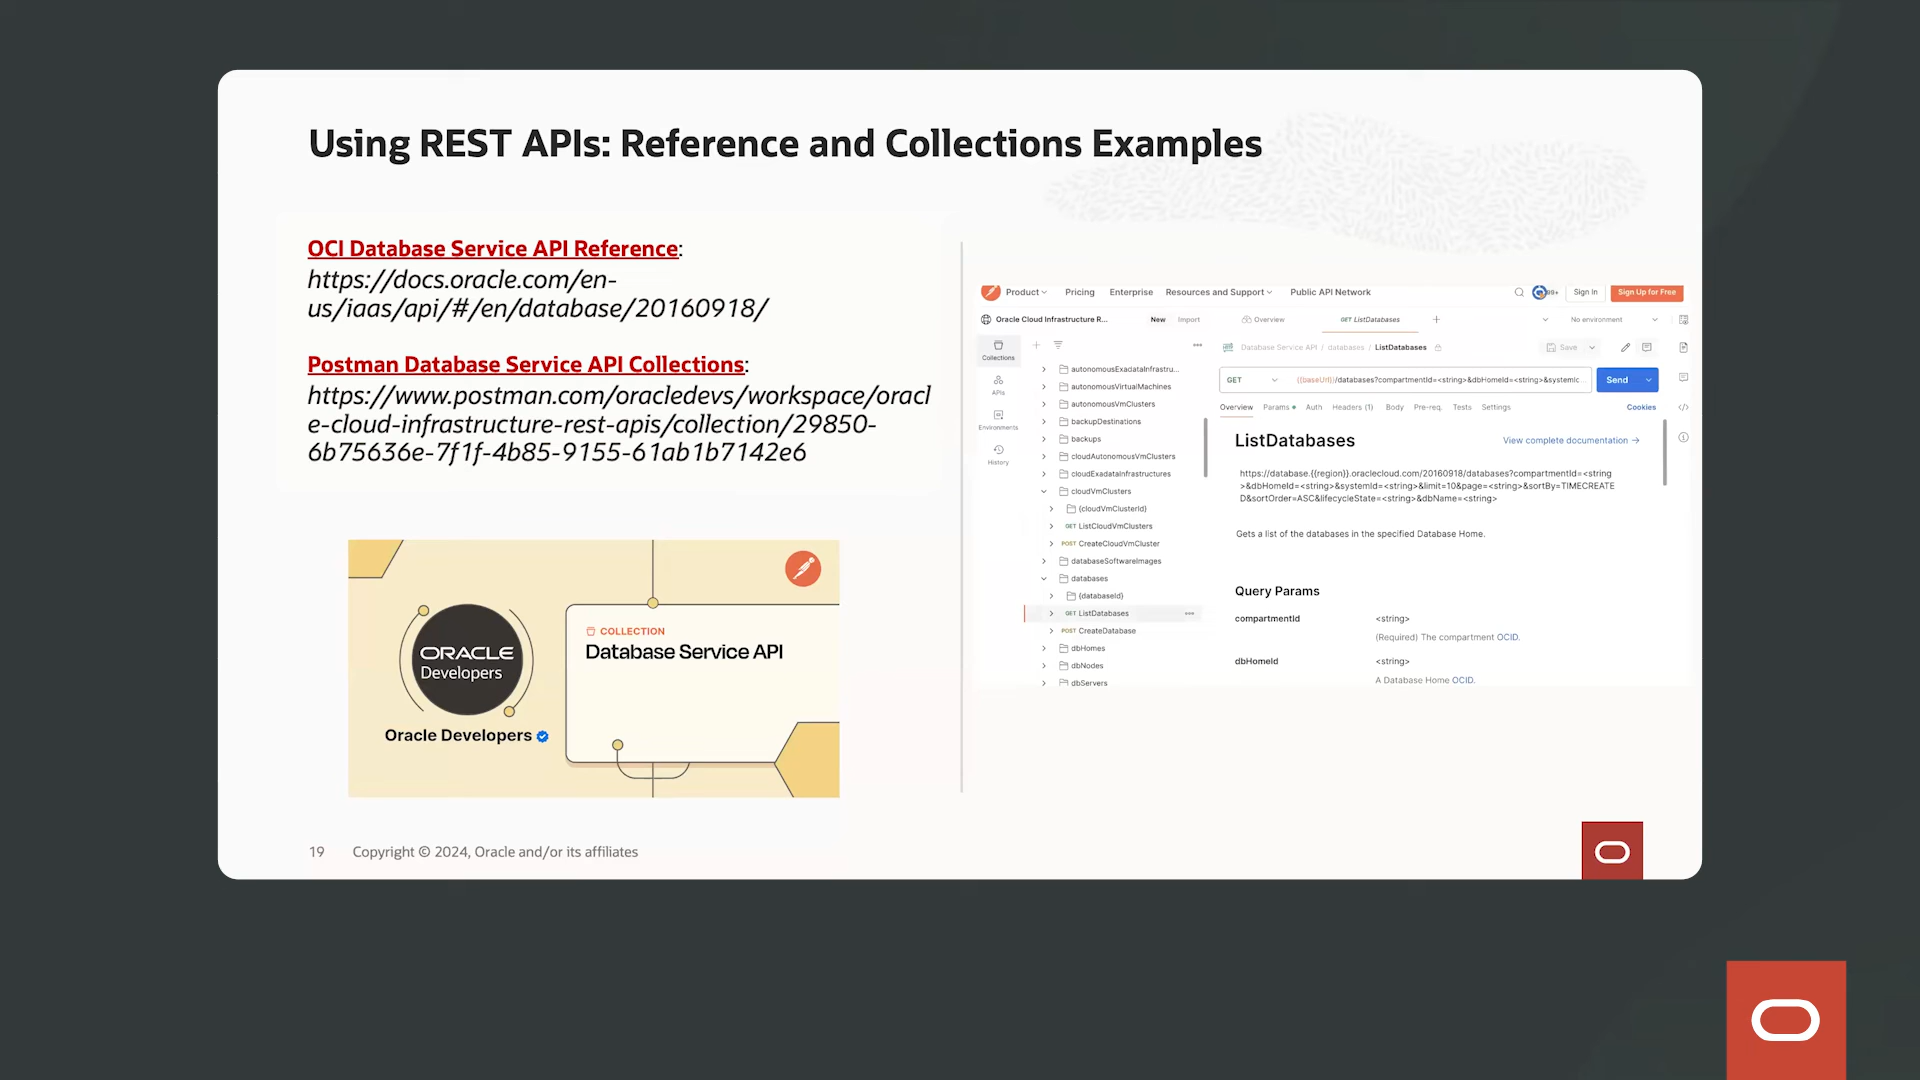 Using REST APIs: Reference and Collections Examples
OCI Database Service API Reference:
https://docs.oracle.com/en-
us/iaas/api/#/en/database/20160918/
Postman Database Service API Collections:
https://www.postman.com/oracledevs/workspace/oracl
e-cloud-infrastructure-rest-apis/collection/29850-
6b75636e-7f1f-4b85-9155-61ab1b7142e6
ORACLE
Developers
Oracle Developers
COLLECTION
Database Service API
Product Pricing Enterprise Resources and Support Public API Network Sign In Sign Up for Free
Oracle Cloud Infrastructure R... New Import Overview GET ListDatabases No environment
Collections
APIs
Environments
History
autonomousExadataInfrastru...
autonomousVirtualMachines
autonomousVmClusters
backupDestinations
backups
cloudAutonomousVmClusters
cloudExadataInfrastructures
cloudVmClusters
{cloudVmClusterId}
GET ListCloudVmClusters
POST CreateCloudVmCluster
databaseSoftwareImages
databases
{databaseId}
GET ListDatabases
POST CreateDatabase
dbHomes
dbNodes
dbServers
Database Service API / databases / ListDatabases Save
GET {{baseUrl}}/databases?compartmentId=<string>&dbHomeId=<string>&systemIc... Send
Overview Params Auth Headers (1) Body Pre-req. Tests Settings Cookies
ListDatabases View complete documentation →
https://database.{{region}}.oraclecloud.com/20160918/databases?compartmentId=<string
>&dbHomeId=<string>&systemId=<string>&limit=10&page=<string>&sortBy=TIMECREATE
D&sortOrder=ASC&lifecycleState=<string>&dbName=<string>
Gets a list of the databases in the specified Database Home.
Query Params
compartmentId <string>
(Required) The compartment OCID.
dbHomeId <string>
A Database Home OCID.
19 Copyright © 2024, Oracle and/or its affiliates